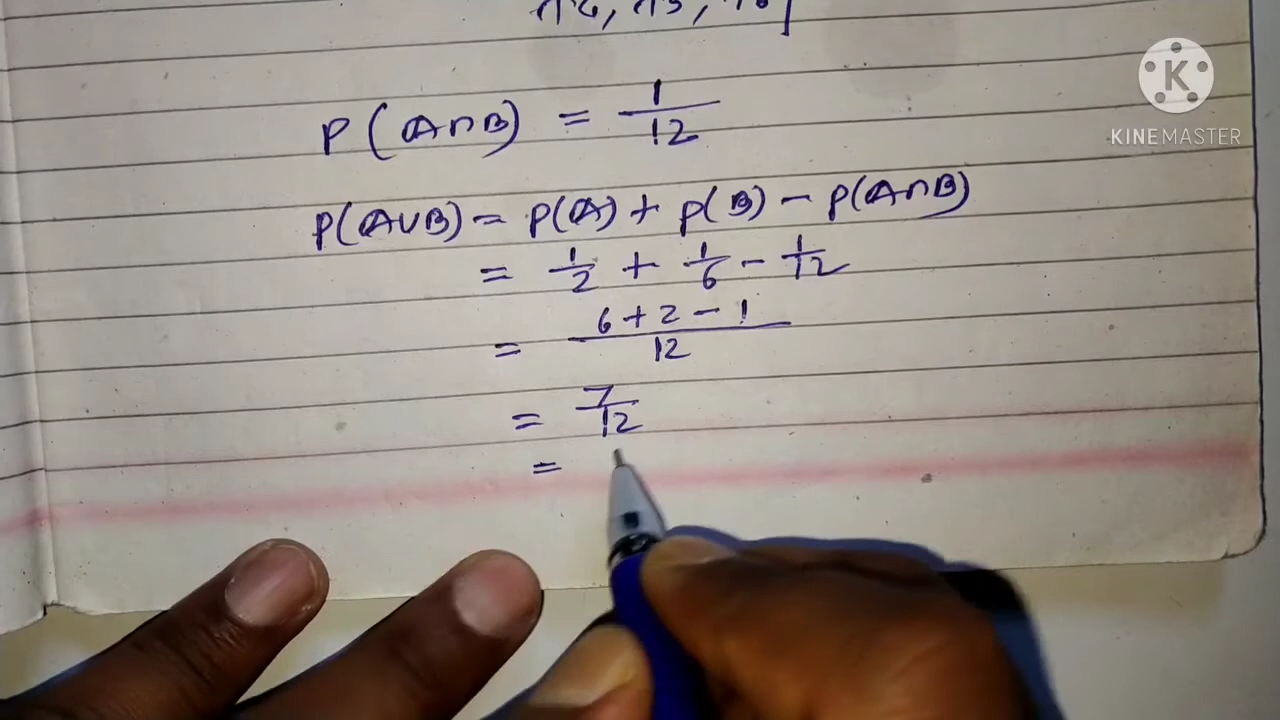 P(A∩B) = 1/12
P(A∪B) = P(A) + P(B) - P(A∩B)
= 1/2 + 1/6 - 1/12
= 6+2-1/12
= 7/12
=
K
KINEMASTER